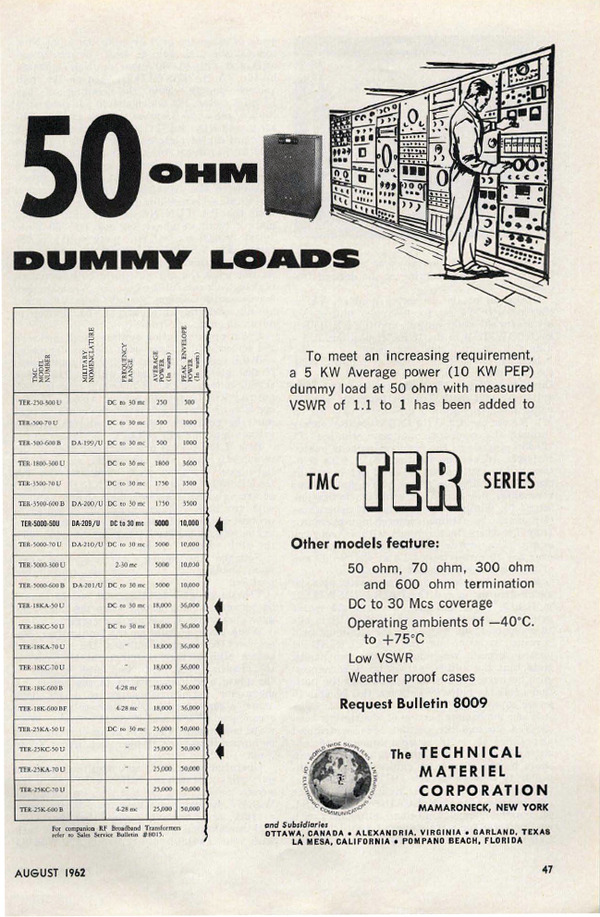 50 OHM
DUMMY LOADS
TMC MODEL NUMBER | MILITARY NOMENCLATURE | FREQUENCY RANGE | AVERAGE POWER (In watts) | PEAK ENVELOPE POWER (In watts)
TER-250-500 U DC to 30 mc 250 500
TER-500-70 U DC to 30 mc 500 1000
TER-500-600 B DA-199/U DC to 30 mc 500 1000
TER-1800-300 U DC to 30 mc 1800 3600
TER-3500-70 U DC to 30 mc 1750 3500
TER-3500-600 B DA-200/U DC to 30 mc 1750 3500
TER-5000-50U DA-209/U DC to 30 mc 5000 10,000
TER-5000-70 U DA-210/U DC to 30 mc 5000 10,000
TER-5000-300 U 2-30 mc 5000 10,000
TER-5000-600 B DA-201/U DC to 30 mc 5000 10,000
TER-18KA-50 U DC to 30 mc 18,000 36,000
TER-18KC-50 U DC to 30 mc 18,000 36,000
TER-18KA-70 U " 18,000 36,000
TER-18KC-70 U " 18,000 36,000
TER-18K-600 B 4-28 mc 18,000 36,000
TER-18K-600 BF 4-28 mc 18,000 36,000
TER-25KA-50 U DC to 30 mc 25,000 50,000
TER-25KC-50 U " 25,000 50,000
TER-25KA-70 U " 25,000 50,000
TER-25KC-70 U " 25,000 50,000
TER-25K-600 B 4-28 mc 25,000 50,000
For companion RF Broadband Transformers
refer to Sales Service Bulletin #8015.
To meet an increasing requirement,
a 5 KW Average power (10 KW PEP)
dummy load at 50 ohm with measured
VSWR of 1.1 to 1 has been added to
TMC TER SERIES
Other models feature:
50 ohm, 70 ohm, 300 ohm
and 600 ohm termination
DC to 30 Mcs coverage
Operating ambients of —40°C.
to +75°C
Low VSWR
Weather proof cases
Request Bulletin 8009
WORLD WIDE SUPPLIERS OF ELECTRONIC COMMUNICATIONS EQUIPMENT
The TECHNICAL
MATERIEL
CORPORATION
MAMARONECK, NEW YORK
and Subsidiaries
OTTAWA, CANADA • ALEXANDRIA, VIRGINIA • GARLAND, TEXAS
LA MESA, CALIFORNIA • POMPANO BEACH, FLORIDA
AUGUST 1962
47